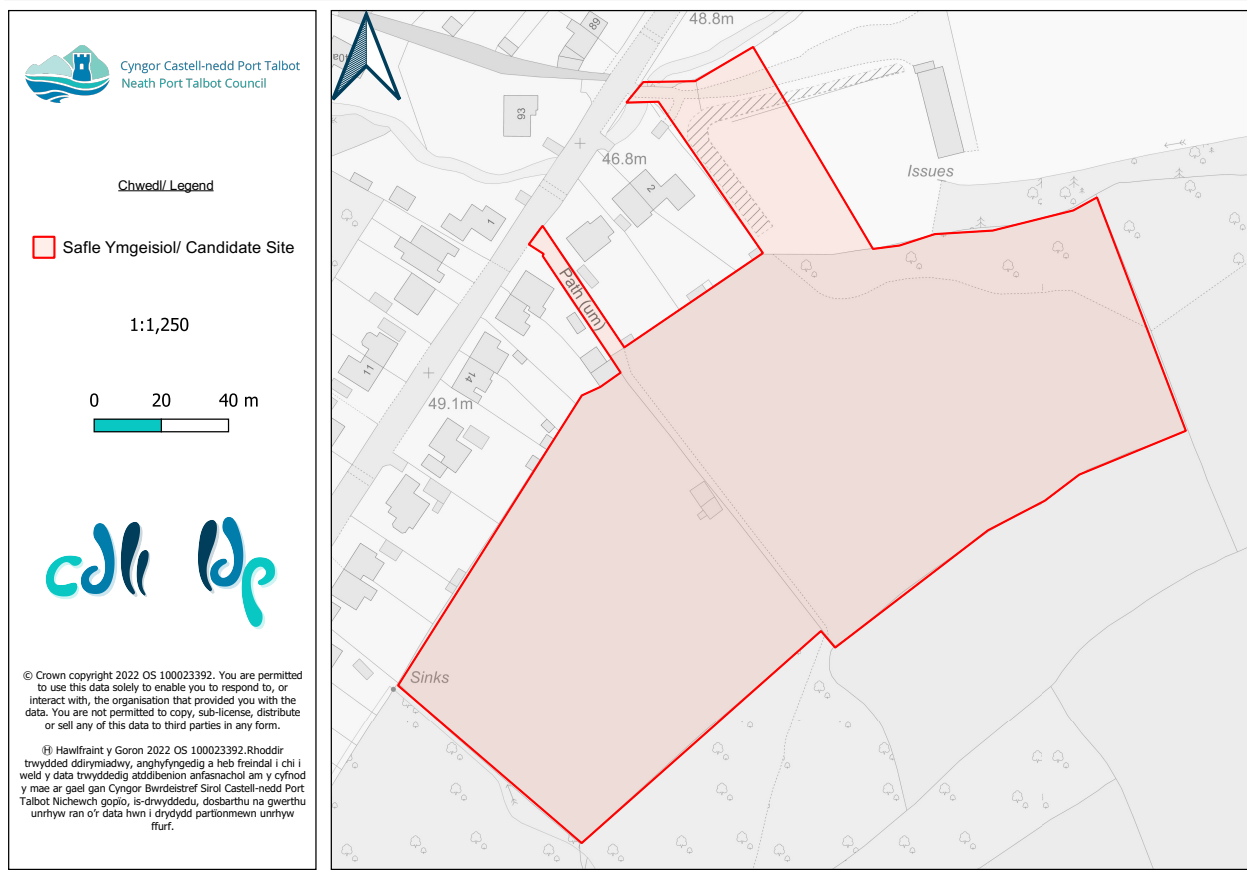 Cyngor Castell-nedd Port Talbot
Neath Port Talbot Council
Chwedl/ Legend
Safle Ymgeisiol/ Candidate Site
1:1,250
0 20 40 m
cdll ldp
© Crown copyright 2022 OS 100023392. You are permitted
to use this data solely to enable you to respond to, or
interact with, the organisation that provided you with the
data. You are not permitted to copy, sub-license, distribute
or sell any of this data to third parties in any form.
Ⓗ Hawlfraint y Goron 2022 OS 100023392.Rhoddir
trwydded ddirymiadwy, anghyfyngedig a heb freindal i chi i
weld y data trwyddedig atddibenion anfasnachol am y cyfnod
y mae ar gael gan Cyngor Bwrdeistref Sirol Castell-nedd Port
Talbot Nichewch gopïo, is-drwyddedu, dosbarthu na gwerthu
unrhyw ran o'r data hwn i drydydd partïonmewn unrhyw
ffurf.
48.8m
89
90a
93
46.8m
Issues
2
1
Path (um)
11
14
49.1m
Sinks